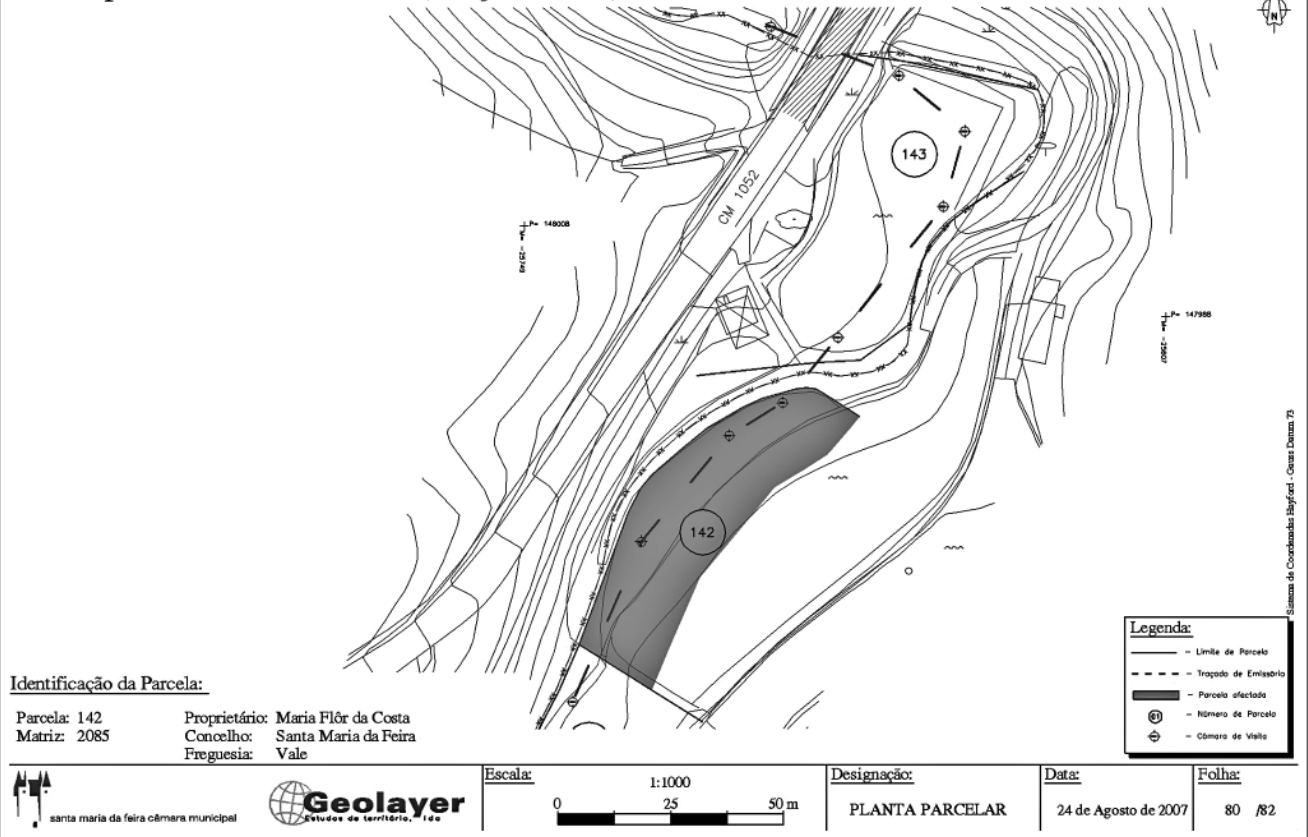 N
143
CM 1052
P= 148008
M= -25749
P= 147988
M= -25607
142
Sistema de Coordenadas Hayford - Gauss Datum 73
Legenda:
- Limite de Parcela
- Traçado de Emissário
- Parcela afectada
61 - Número de Parcela
- Câmara de Visita
Identificação da Parcela:
Parcela: 142
Matriz: 2085
Proprietário: Maria Flôr da Costa
Concelho: Santa Maria da Feira
Freguesia: Vale
santa maria da feira câmara municipal
Geolayer
Estudos de território, lda
Escala:
1:1000
0 25 50 m
Designação:
PLANTA PARCELAR
Data:
24 de Agosto de 2007
Folha:
80 /82